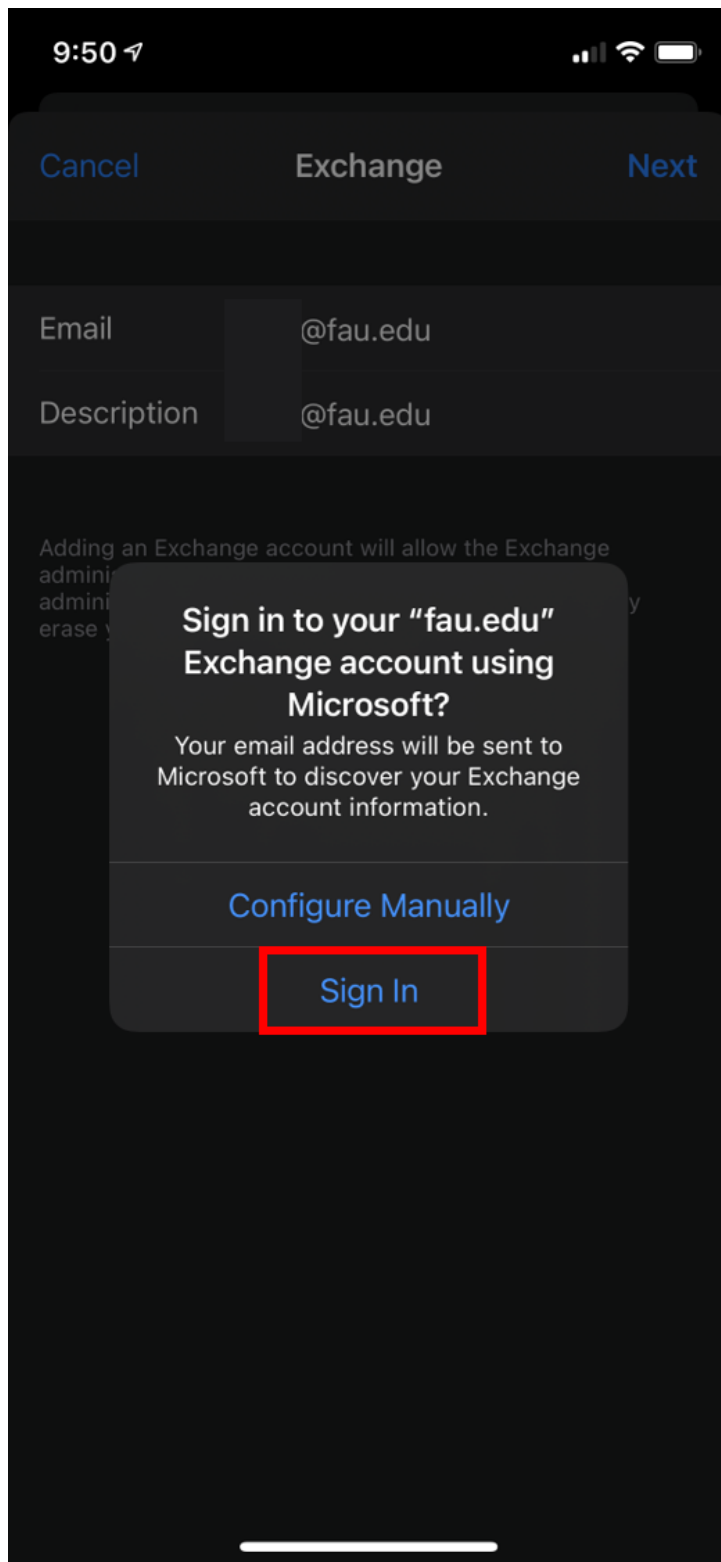 9:50
Cancel Exchange Next
Email @fau.edu
Description @fau.edu
Adding an Exchange account will allow the Exchange
admini
admini y
erase
Sign in to your “fau.edu”
Exchange account using
Microsoft?
Your email address will be sent to
Microsoft to discover your Exchange
account information.
Configure Manually
Sign In